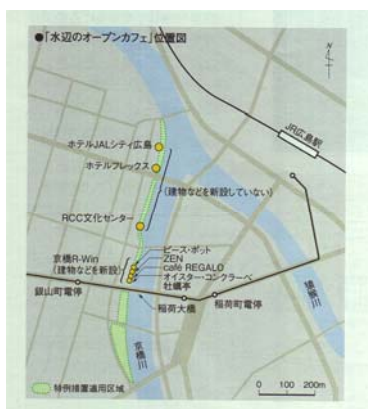 ●「水辺のオープンカフェ」位置図
N
JR広島駅
ホテルJALシティ広島
ホテルフレックス
(建物などを新設していない)
RCC文化センター
京橋R-Win
(建物などを新設)
ピース・ポット
ZEN
café REGALO
オイスター・コンクラーベ
牡蠣亭
銀山町電停
稲荷大橋
稲荷町電停
京橋川
猿猴川
特例措置適用区域
0 100 200m